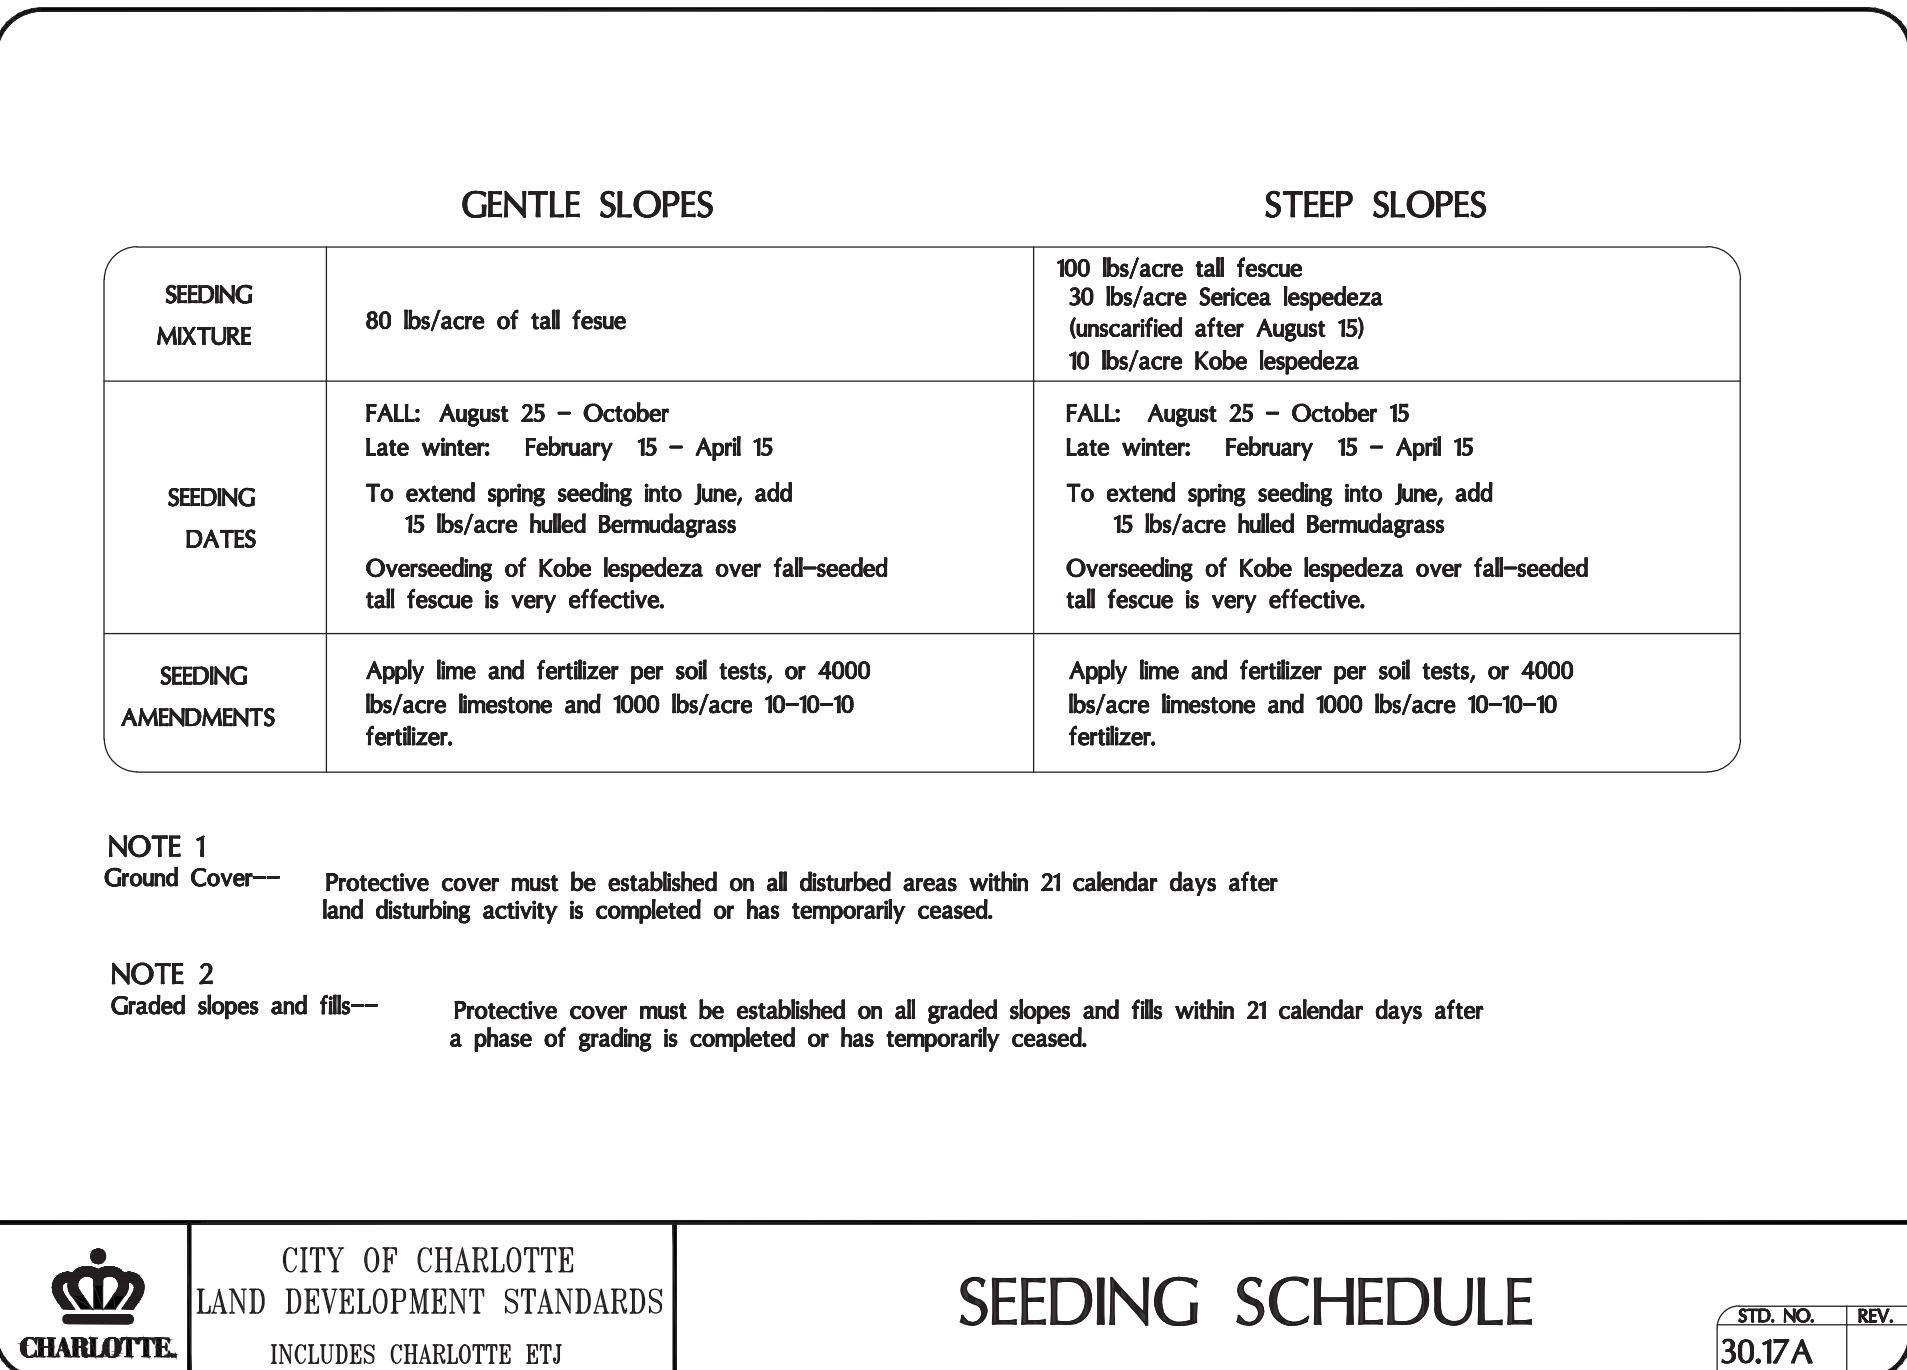 GENTLE SLOPES
STEEP SLOPES
SEEDING
MIXTURE
80 lbs/acre of tall fesue
100 lbs/acre tall fescue
30 lbs/acre Sericea lespedeza
(unscarified after August 15)
10 lbs/acre Kobe lespedeza
SEEDING
DATES
FALL: August 25 – October
Late winter: February 15 – April 15
To extend spring seeding into June, add
15 lbs/acre hulled Bermudagrass
Overseeding of Kobe lespedeza over fall–seeded
tall fescue is very effective.
FALL: August 25 – October 15
Late winter: February 15 – April 15
To extend spring seeding into June, add
15 lbs/acre hulled Bermudagrass
Overseeding of Kobe lespedeza over fall–seeded
tall fescue is very effective.
SEEDING
AMENDMENTS
Apply lime and fertilizer per soil tests, or 4000
lbs/acre limestone and 1000 lbs/acre 10–10–10
fertilizer.
Apply lime and fertilizer per soil tests, or 4000
lbs/acre limestone and 1000 lbs/acre 10–10–10
fertilizer.
NOTE 1
Ground Cover–– Protective cover must be established on all disturbed areas within 21 calendar days after
land disturbing activity is completed or has temporarily ceased.
NOTE 2
Graded slopes and fills–– Protective cover must be established on all graded slopes and fills within 21 calendar days after
a phase of grading is completed or has temporarily ceased.
CHARLOTTE.
CITY OF CHARLOTTE
LAND DEVELOPMENT STANDARDS
INCLUDES CHARLOTTE ETJ
SEEDING SCHEDULE
STD. NO. REV.
30.17A